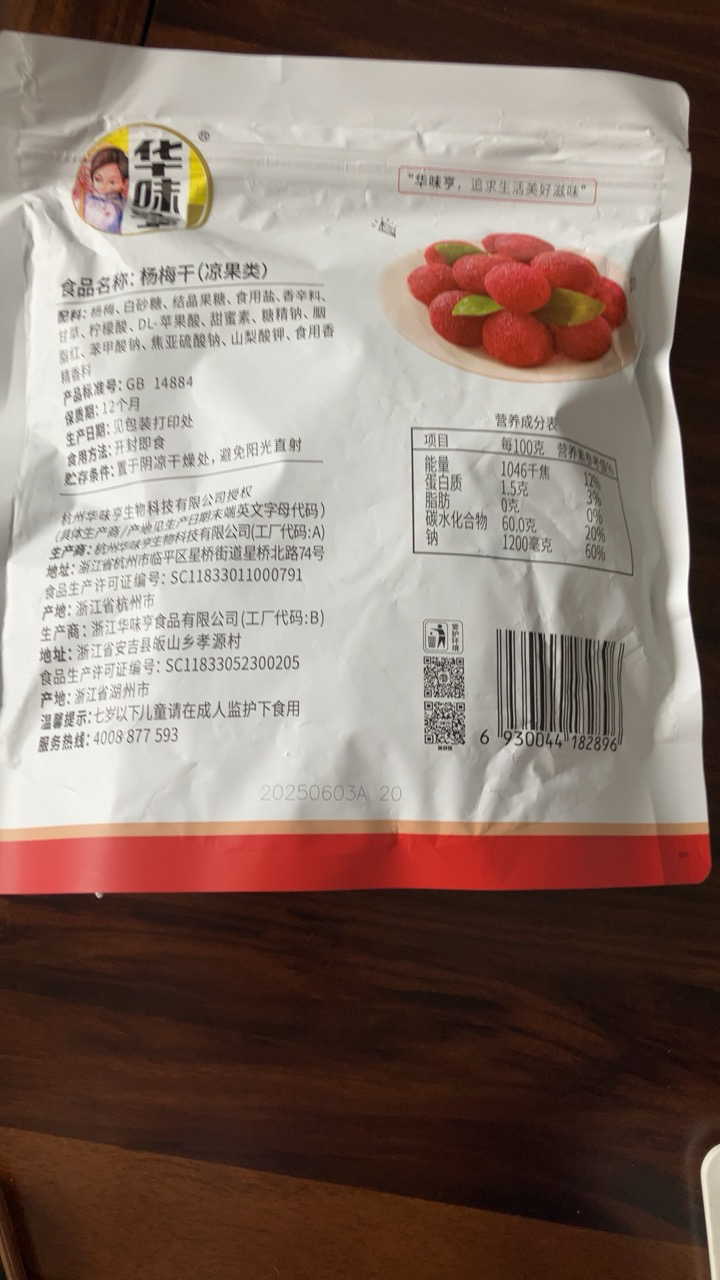 华味亨
®
"华味亨，追求生活美好滋味"
食品名称：杨梅干(凉果类)
配料：杨梅、白砂糖、结晶果糖、食用盐、香辛料、
甘草、柠檬酸、DL-苹果酸、甜蜜素、糖精钠、胭
脂红、苯甲酸钠、焦亚硫酸钠、山梨酸钾、食用香
精香料
产品标准号：GB 14884
保质期：12个月
生产日期：见包装打印处
食用方法：开封即食
贮存条件：置于阴凉干燥处，避免阳光直射
杭州华味亨生物科技有限公司授权
(具体生产商/产地见生产日期末端英文字母代码)
生产商：杭州华味亨生物科技有限公司(工厂代码:A)
地址：浙江省杭州市临平区星桥街道星桥北路74号
食品生产许可证编号：SC11833011000791
产地：浙江省杭州市
生产商：浙江华味亨食品有限公司(工厂代码:B)
地址：浙江省安吉县昄山乡孝源村
食品生产许可证编号：SC11833052300205
产地：浙江省湖州市
温馨提示:七岁以下儿童请在成人监护下食用
服务热线：4008 877 593
营养成分表
项目 每100克 营养素参考值%
能量 1046千焦 12%
蛋白质 1.5克 3%
脂肪 0克 0%
碳水化合物 60.0克 20%
钠 1200毫克 60%
爱护环境
6 930044 182896
20250603A 20